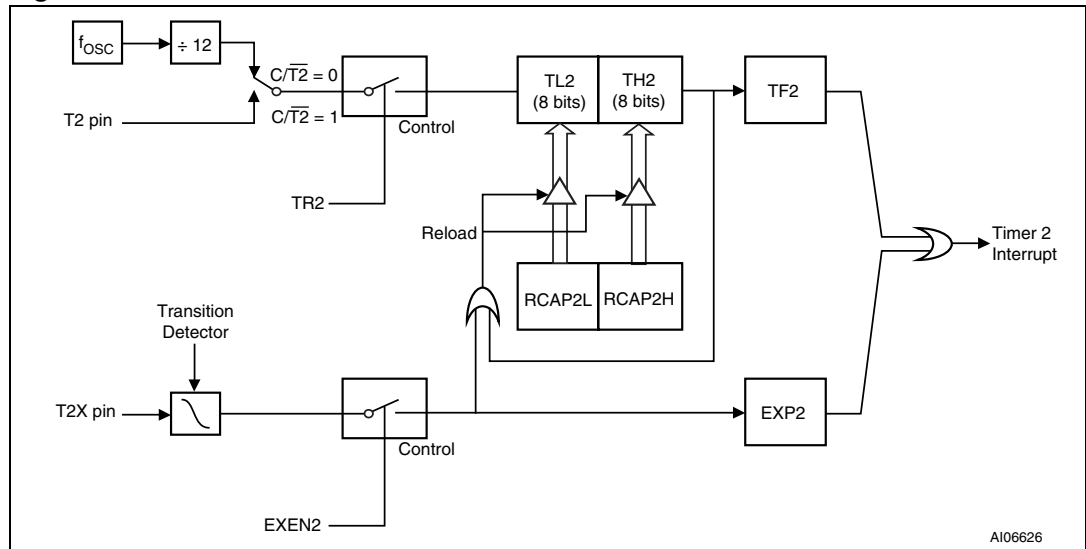 fOSC
÷ 12
C/T2 = 0
T2 pin
C/T2 = 1
Control
TR2
TL2
(8 bits)
TH2
(8 bits)
TF2
Reload
RCAP2L
RCAP2H
Timer 2
Interrupt
Transition
Detector
T2X pin
Control
EXP2
EXEN2
AI06626